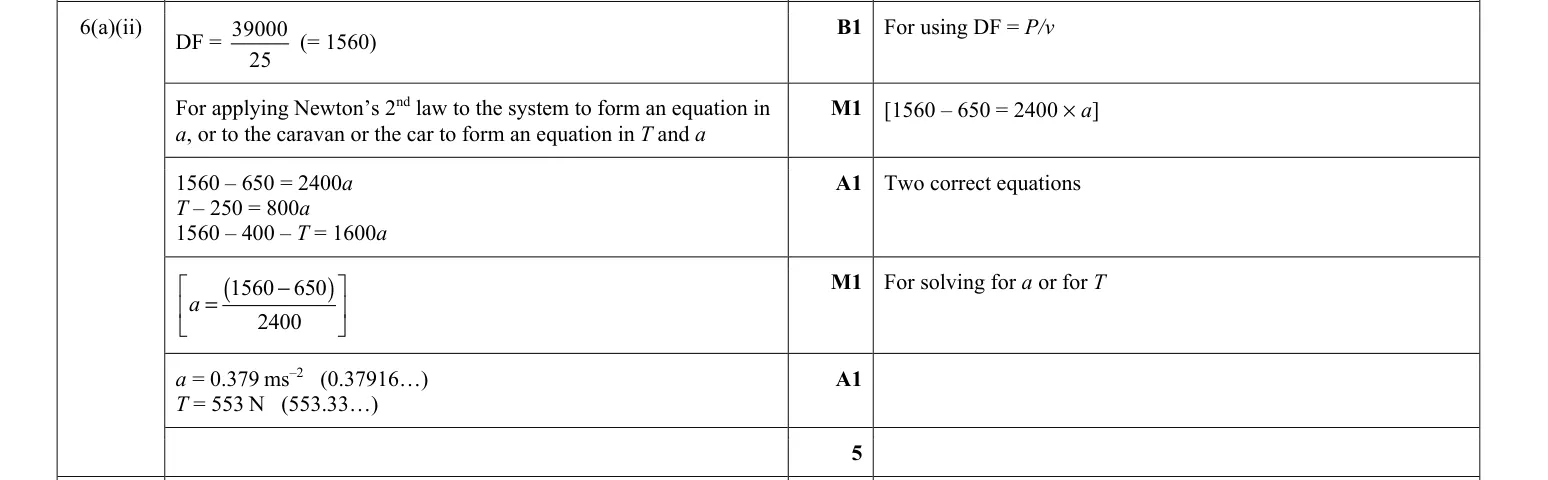 6(a)(ii)
DF = 39000/25 (= 1560)
B1
For using DF = P/v
For applying Newton’s 2nd law to the system to form an equation in
a, or to the caravan or the car to form an equation in T and a
M1
[1560 – 650 = 2400 × a]
1560 – 650 = 2400a
T – 250 = 800a
1560 – 400 – T = 1600a
A1
Two correct equations
[a = (1560 – 650)/2400]
M1
For solving for a or for T
a = 0.379 ms–2 (0.37916…)
T = 553 N (553.33…)
A1
5